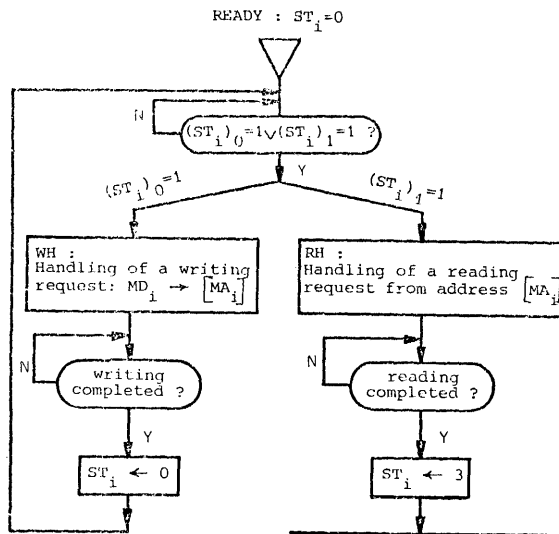 READY : ST_i=0
N
(ST_i)_0=1∨(ST_i)_1=1 ?
Y
(ST_i)_0=1
(ST_i)_1=1
WH :
Handling of a writing
request: MD_i → [MA_i]
RH :
Handling of a reading
request from address [MA_i]
N
writing
completed ?
N
reading
completed ?
Y
Y
ST_i ← 0
ST_i ← 3